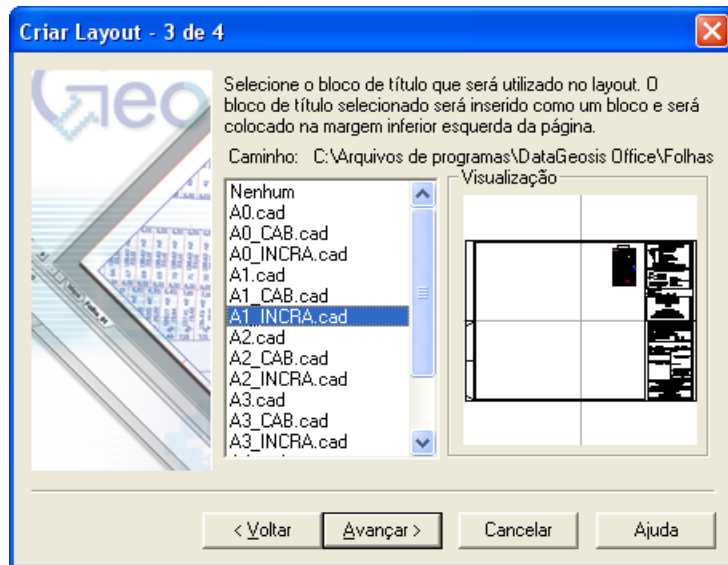 Criar Layout - 3 de 4
Geo
Selecione o bloco de título que será utilizado no layout. O
bloco de título selecionado será inserido como um bloco e será
colocado na margem inferior esquerda da página.
Caminho: C:\Arquivos de programas\DataGeosis Office\Folhas
Visualização
Nenhum
A0.cad
A0_CAB.cad
A0_INCRA.cad
A1.cad
A1_CAB.cad
A1_INCRA.cad
A2.cad
A2_CAB.cad
A2_INCRA.cad
A3.cad
A3_CAB.cad
A3_INCRA.cad
< Voltar
Avançar >
Cancelar
Ajuda